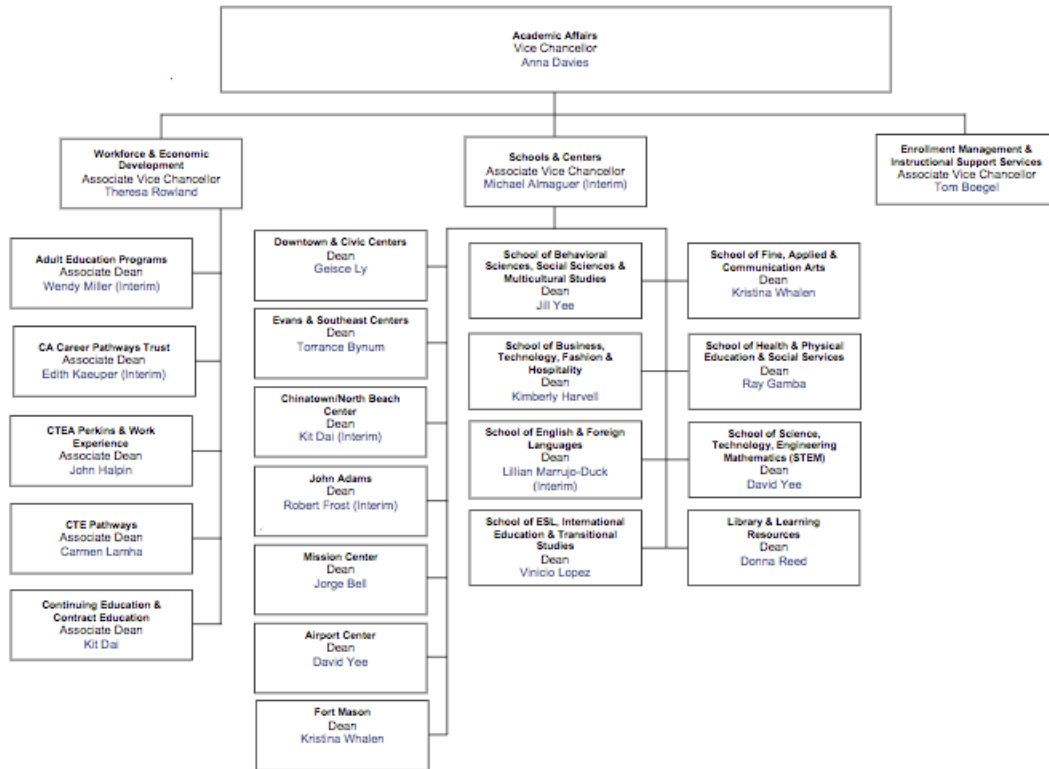 Academic Affairs
Vice Chancellor
Anna Davies
Workforce & Economic
Development
Associate Vice Chancellor
Theresa Rowland
Schools & Centers
Associate Vice Chancellor
Michael Almaguer (Interim)
Enrollment Management &
Instructional Support Services
Associate Vice Chancellor
Tom Boegel
Adult Education Programs
Associate Dean
Wendy Miller (Interim)
CA Career Pathways Trust
Associate Dean
Edith Kaeuper (Interim)
CTEA Perkins & Work
Experience
Associate Dean
John Halpin
CTE Pathways
Associate Dean
Carmen Lamha
Continuing Education &
Contract Education
Associate Dean
Kit Dai
Downtown & Civic Centers
Dean
Geisce Ly
Evans & Southeast Centers
Dean
Torrance Bynum
Chinatown/North Beach
Center
Dean
Kit Dai (Interim)
John Adams
Dean
Robert Frost (Interim)
Mission Center
Dean
Jorge Bell
Airport Center
Dean
David Yee
Fort Mason
Dean
Kristina Whalen
School of Behavioral
Sciences, Social Sciences &
Multicultural Studies
Dean
Jill Yee
School of Business,
Technology, Fashion &
Hospitality
Dean
Kimberly Harvell
School of English & Foreign
Languages
Dean
Lillian Marrujo-Duck
(Interim)
School of ESL, International
Education & Transitional
Studies
Dean
Vinicio Lopez
School of Fine, Applied &
Communication Arts
Dean
Kristina Whalen
School of Health & Physical
Education & Social Services
Dean
Ray Gamba
School of Science,
Technology, Engineering
Mathematics (STEM)
Dean
David Yee
Library & Learning
Resources
Dean
Donna Reed